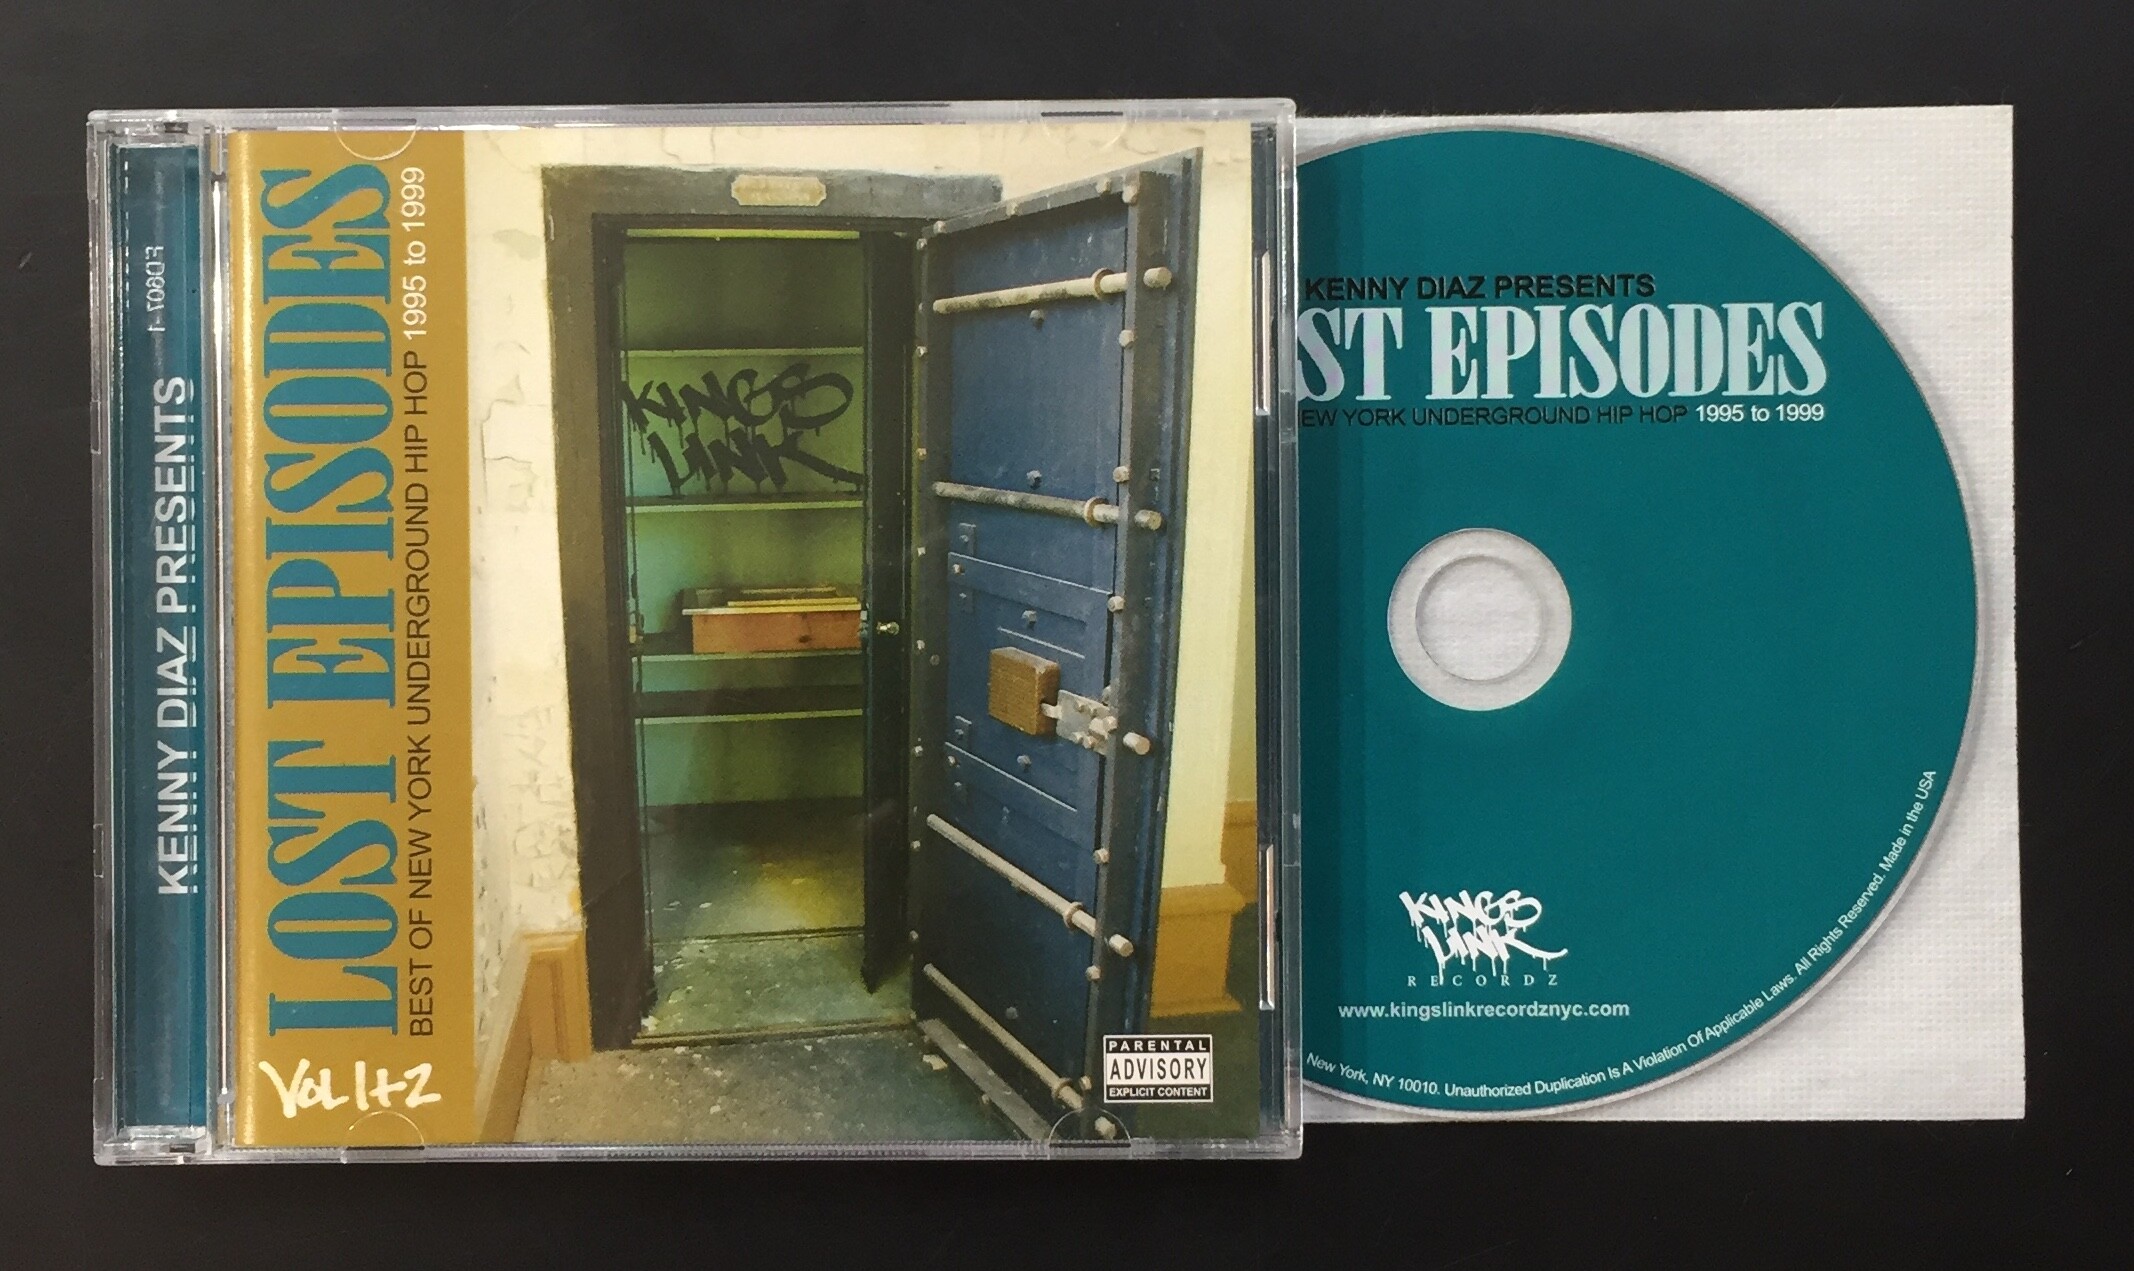 KENNY DIAZ PRESENTS
LOST EPISODES
BEST OF NEW YORK UNDERGROUND HIP HOP 1995 to 1999
VOL 1+2
KINGS
LINK
PARENTAL
ADVISORY
EXPLICIT CONTENT
KENNY DIAZ PRESENTS
ST EPISODES
EW YORK UNDERGROUND HIP HOP 1995 to 1999
KINGS
LINK
RECORDZ
www.kingslinkrecordznyc.com
New York, NY 10010. Unauthorized Duplication Is A Violation Of Applicable Laws. All Rights Reserved. Made in the USA